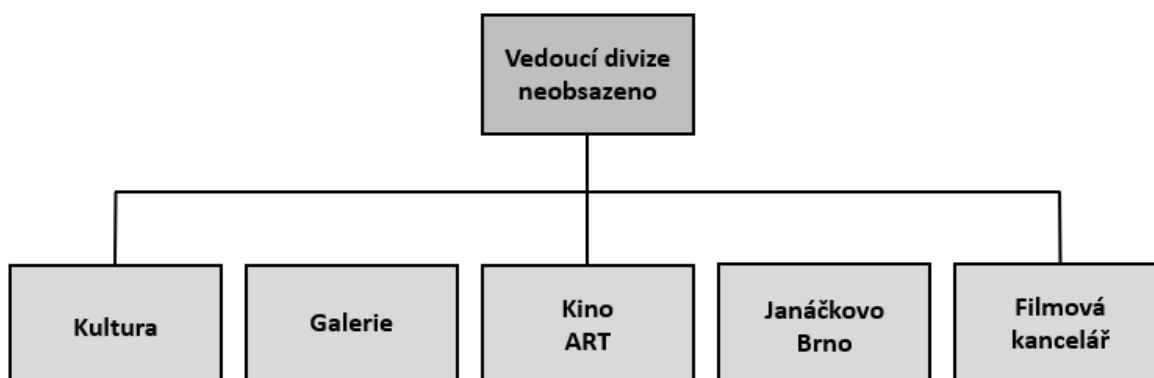 Vedoucí divize
neobsazeno
Kultura
Galerie
Kino
ART
Janáčkovo
Brno
Filmová
kancelář